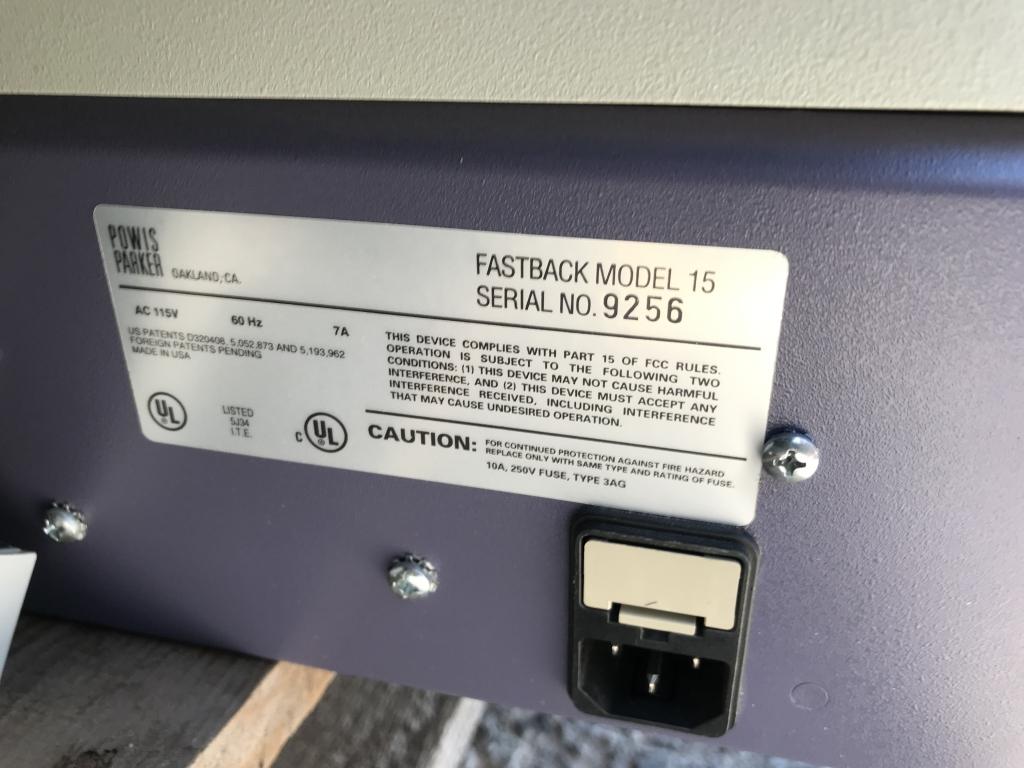 POWIS
PARKER OAKLAND, CA.
FASTBACK MODEL 15
SERIAL NO. 9256
AC 115V 60 Hz 7A
US PATENTS D320408, 5,052,873 AND 5,193,962
FOREIGN PATENTS PENDING
MADE IN USA
THIS DEVICE COMPLIES WITH PART 15 OF FCC RULES.
OPERATION IS SUBJECT TO THE FOLLOWING TWO
CONDITIONS: (1) THIS DEVICE MAY NOT CAUSE HARMFUL
INTERFERENCE, AND (2) THIS DEVICE MUST ACCEPT ANY
INTERFERENCE RECEIVED, INCLUDING INTERFERENCE
THAT MAY CAUSE UNDESIRED OPERATION.
UL
LISTED
5J34
I.T.E.
C UL
CAUTION: FOR CONTINUED PROTECTION AGAINST FIRE HAZARD
REPLACE ONLY WITH SAME TYPE AND RATING OF FUSE.
10A, 250V FUSE, TYPE 3AG